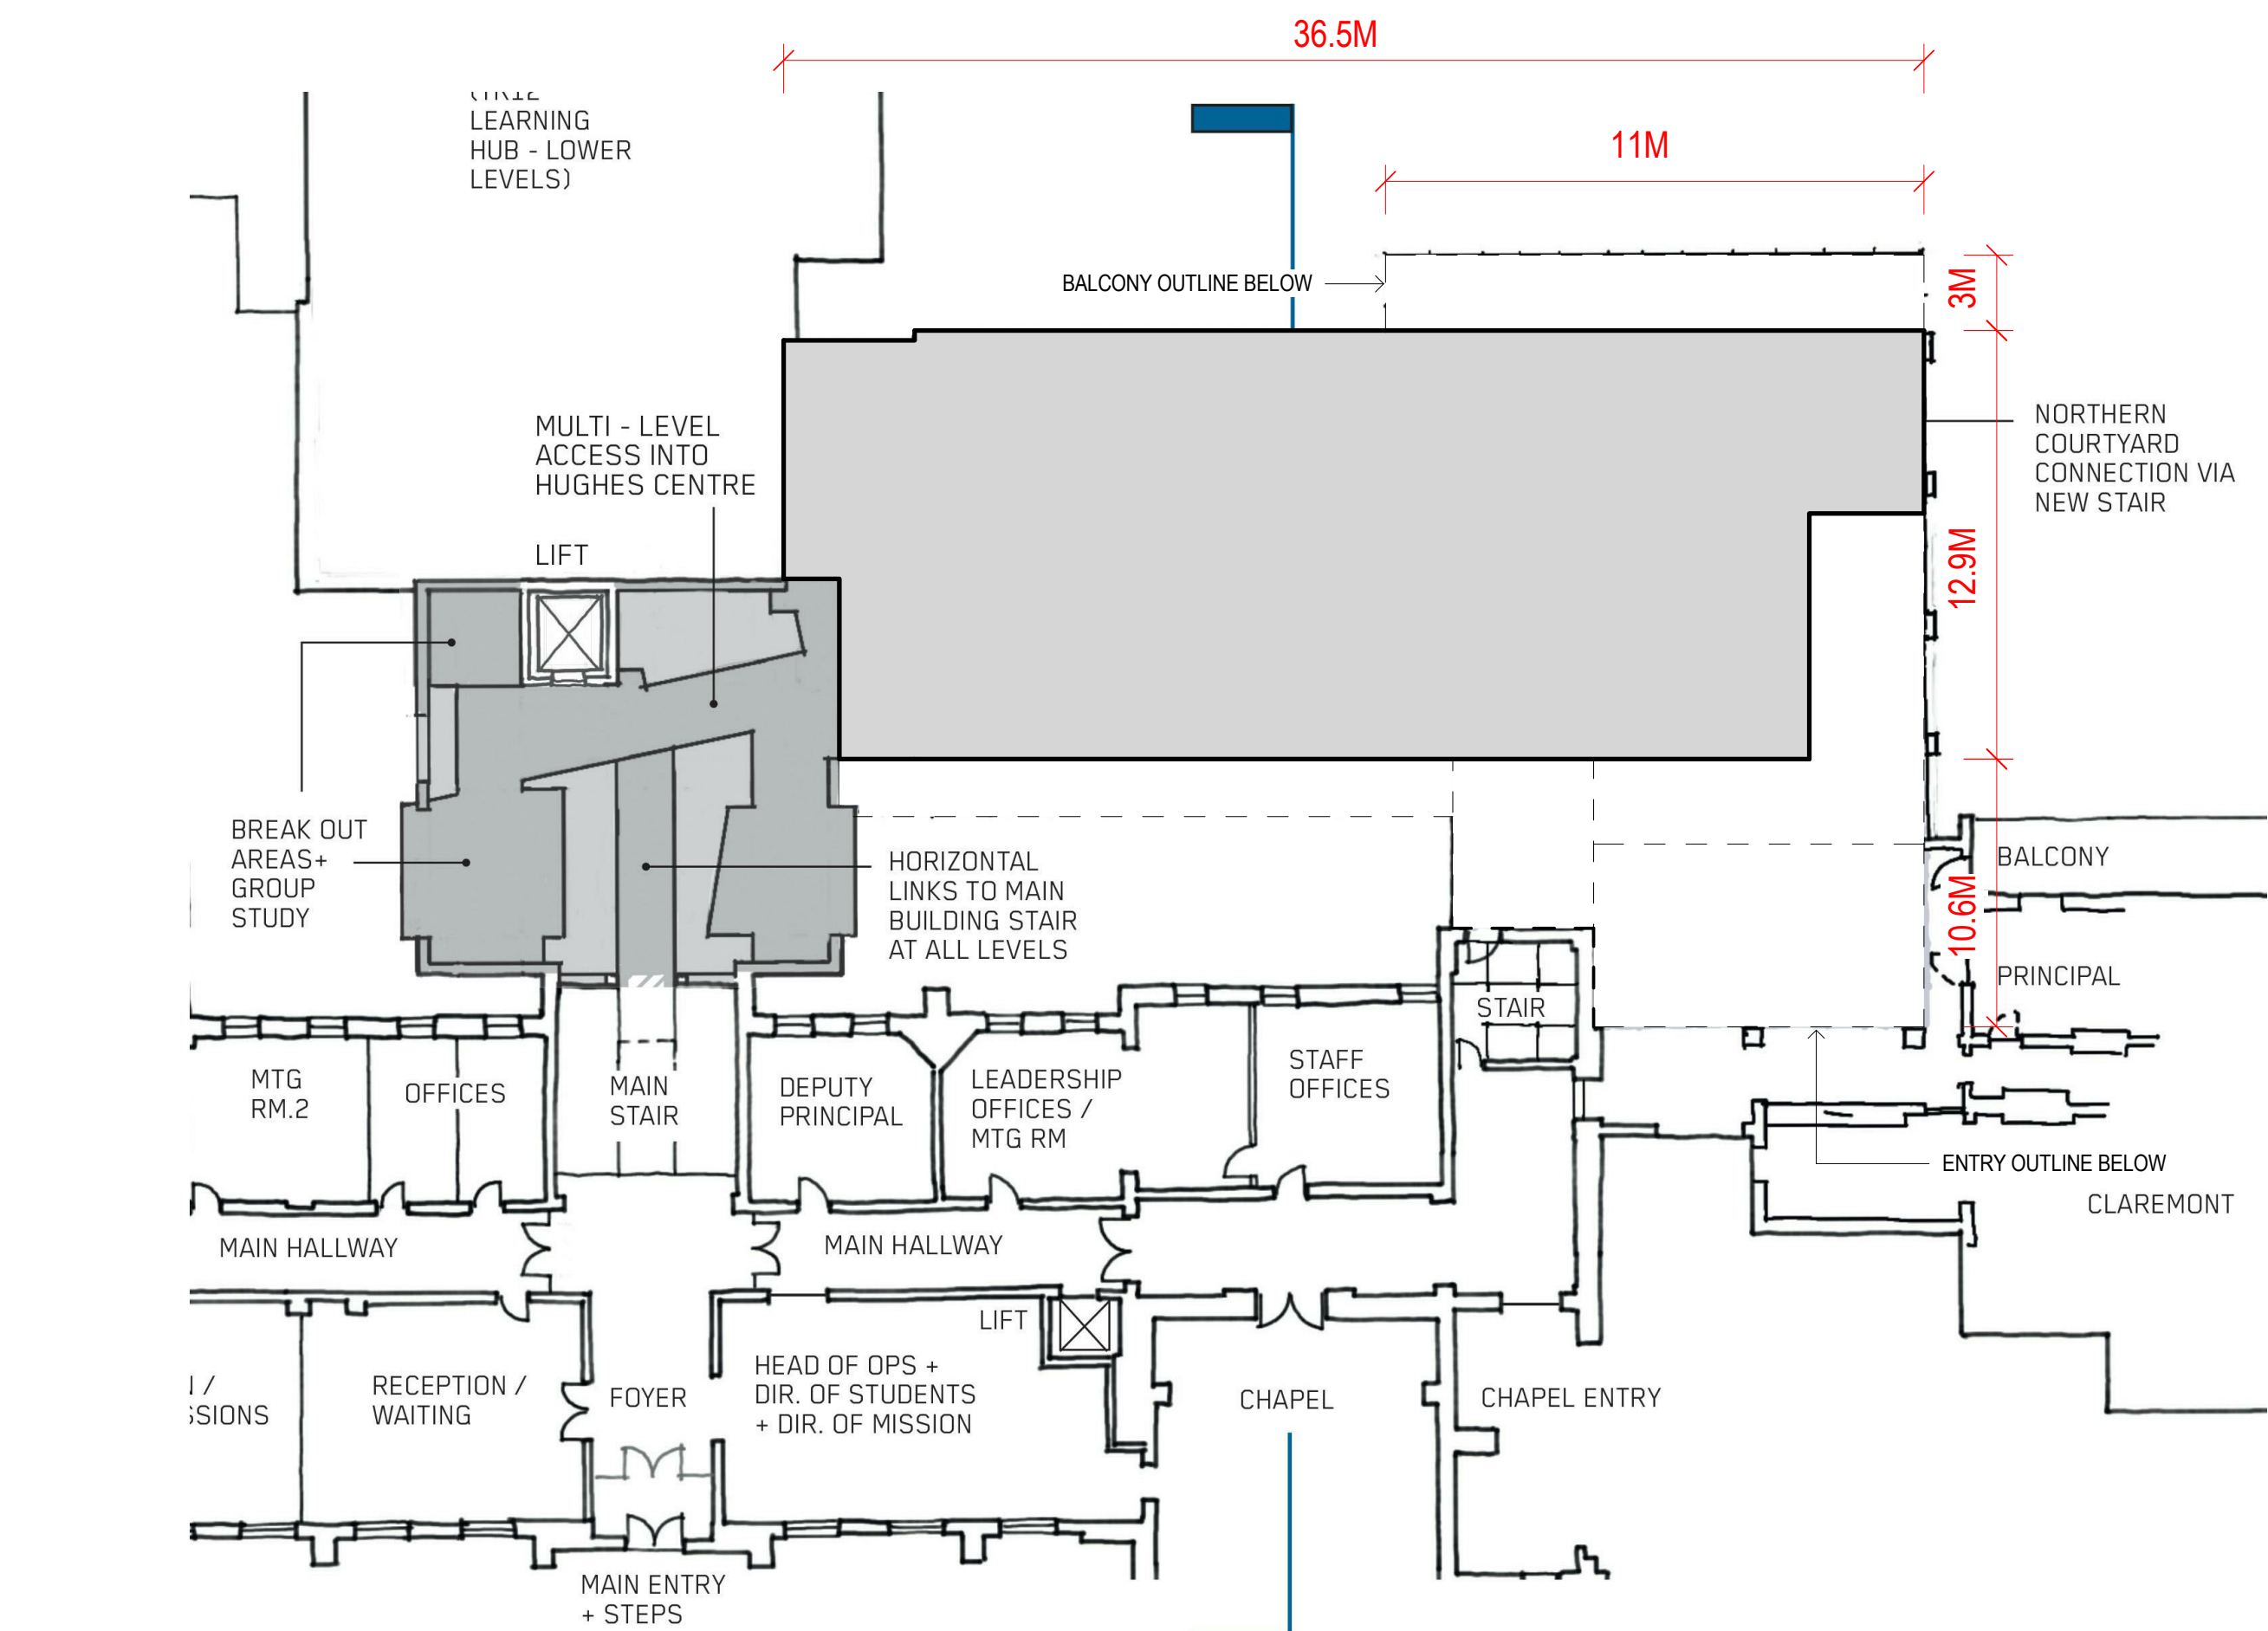 36.5M
11M
LEARNING
HUB - LOWER
LEVELS)
BALCONY OUTLINE BELOW
3M
MULTI - LEVEL
ACCESS INTO
HUGHES CENTRE
NORTHERN
COURTYARD
CONNECTION VIA
NEW STAIR
LIFT
12.9M
BREAK OUT
AREAS+
GROUP
STUDY
HORIZONTAL
LINKS TO MAIN
BUILDING STAIR
AT ALL LEVELS
BALCONY
10.6M
PRINCIPAL
STAIR
MTG
RM.2
OFFICES
MAIN
STAIR
DEPUTY
PRINCIPAL
LEADERSHIP
OFFICES /
MTG RM
STAFF
OFFICES
ENTRY OUTLINE BELOW
CLAREMONT
MAIN HALLWAY
MAIN HALLWAY
LIFT
RECEPTION /
WAITING
FOYER
HEAD OF OPS +
DIR. OF STUDENTS
+ DIR. OF MISSION
CHAPEL
CHAPEL ENTRY
MAIN ENTRY
+ STEPS